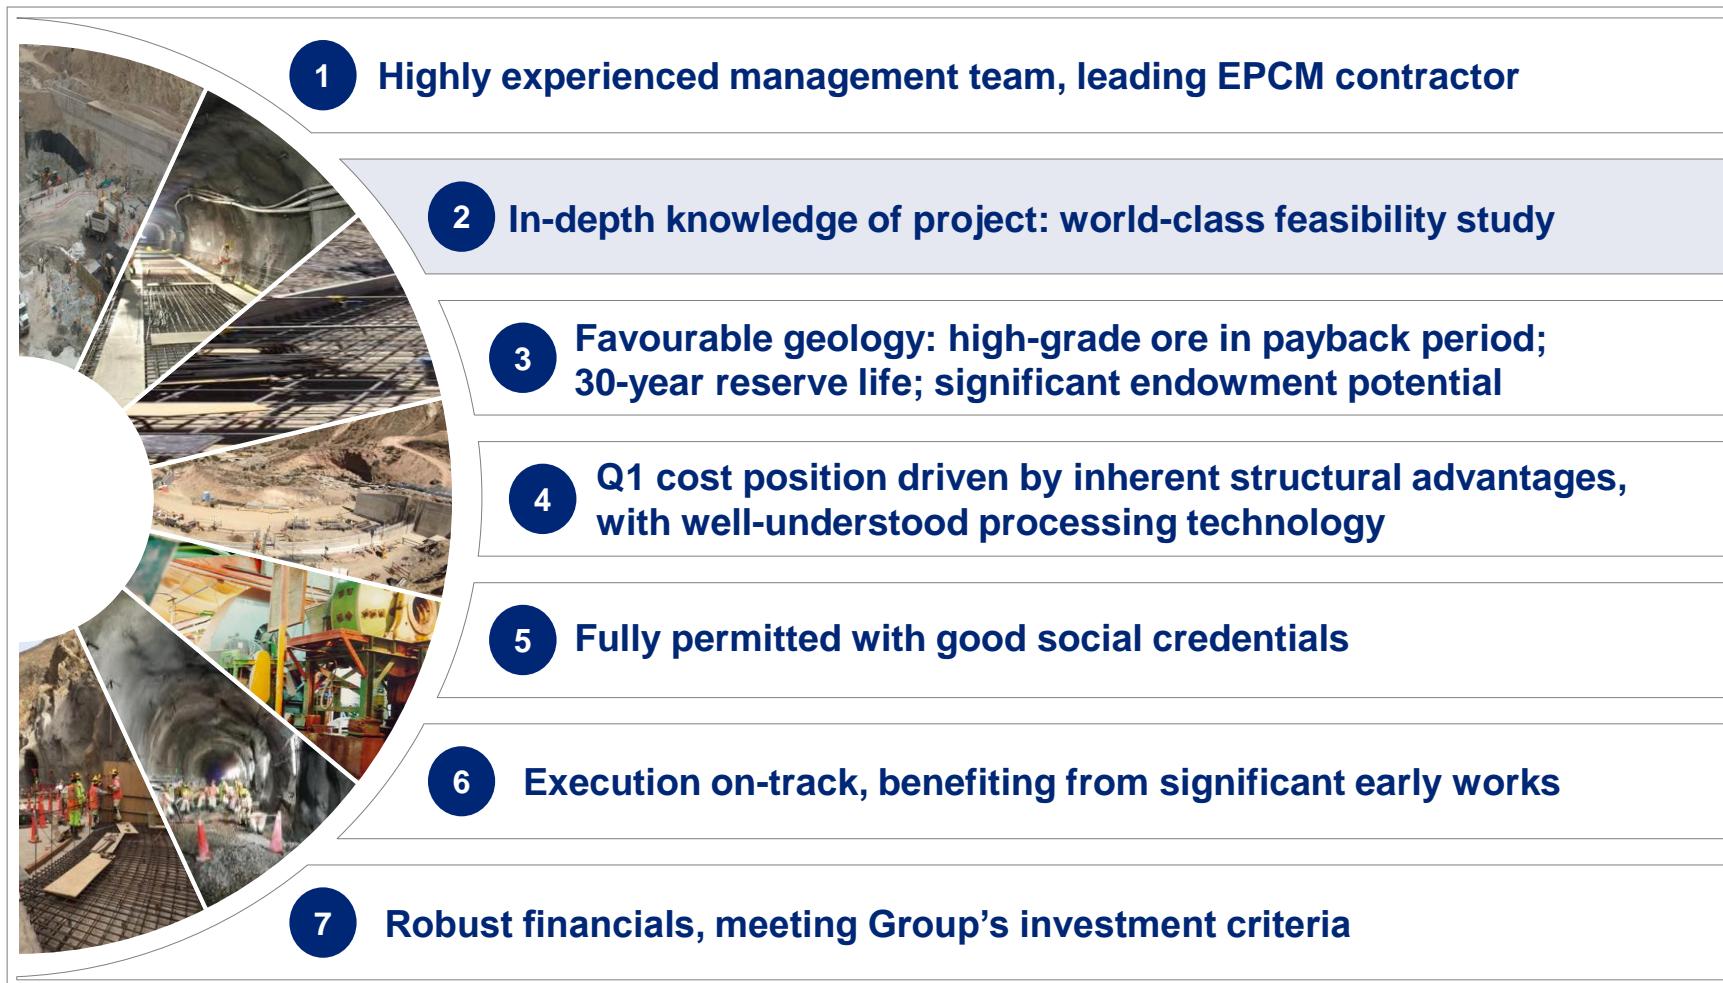 1
Highly experienced management team, leading EPCM contractor
2
In-depth knowledge of project: world-class feasibility study
3
Favourable geology: high-grade ore in payback period;
30-year reserve life; significant endowment potential
4
Q1 cost position driven by inherent structural advantages,
with well-understood processing technology
5
Fully permitted with good social credentials
6
Execution on-track, benefiting from significant early works
7
Robust financials, meeting Group’s investment criteria